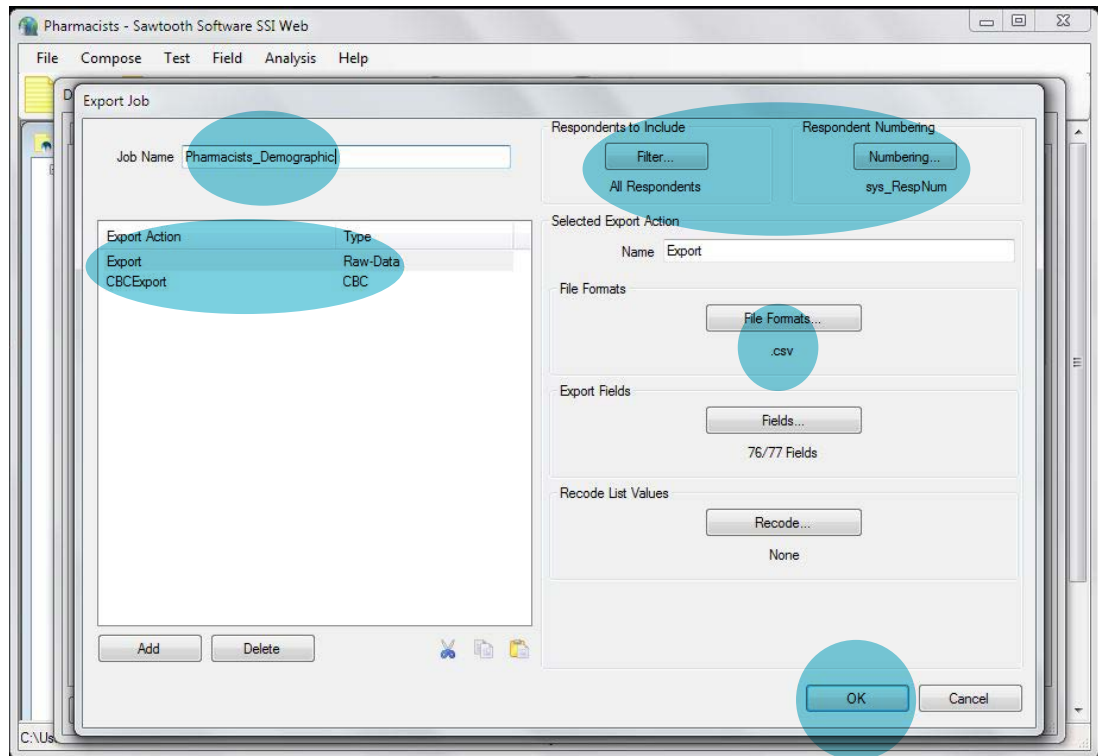 Pharmacists - Sawtooth Software SSI Web
File Compose Test Field Analysis Help
D
Export Job
Job Name Pharmacists_Demographic
Respondents to Include
Filter...
All Respondents
Respondent Numbering
Numbering...
sys_RespNum
Export Action Type
Export Raw-Data
CBCExport CBC
Selected Export Action
Name Export
File Formats
File Formats...
.csv
Export Fields
Fields...
76/77 Fields
Recode List Values
Recode...
None
Add Delete
OK Cancel
C:\Us